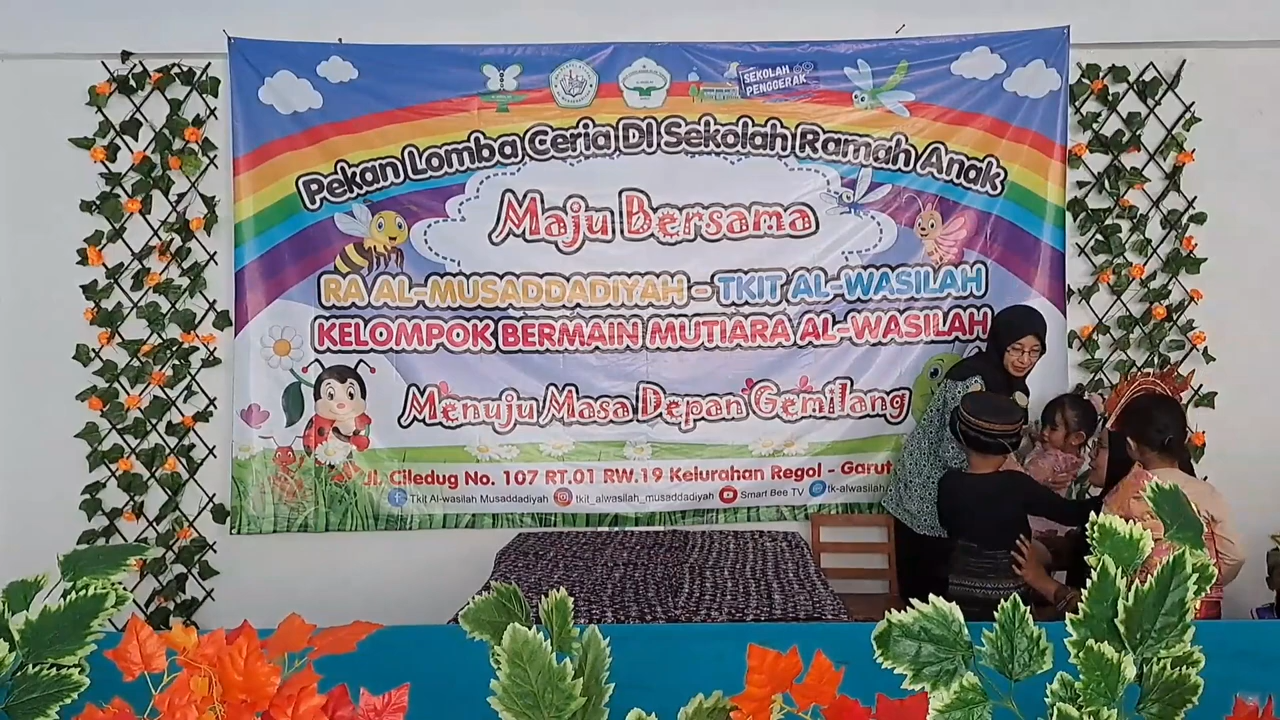 SEKOLAH
PENGGERAK
Pekan Lomba Ceria DI Sekolah Ramah Anak
Maju Bersama
RA AL-MUSADDADIYAH - TKIT AL-WASILAH
KELOMPOK BERMAIN MUTIARA AL-WASILAH
Menuju Masa Depan Gemilang
Jl. Ciledug No. 107 RT.01 RW.19 Kelurahan Regol - Garut
Tkit Al-wasilah Musaddadiyah tkit_alwasilah_musaddadiyah Smart Bee TV tk-alwasilah.